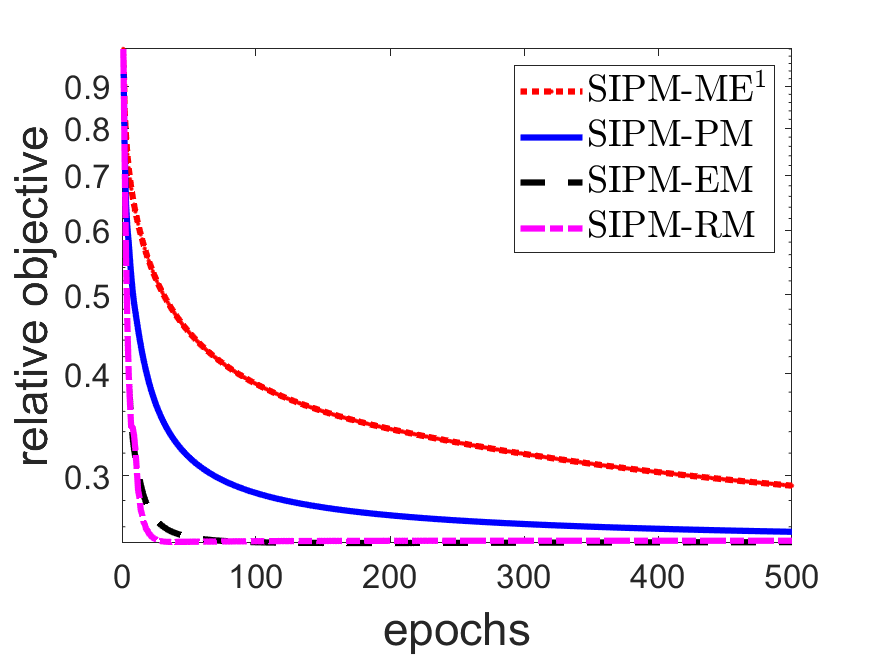 SIPM-ME¹
SIPM-PM
SIPM-EM
SIPM-RM
0.9
0.8
0.7
0.6
0.5
0.4
0.3
relative objective
0 100 200 300 400 500
epochs